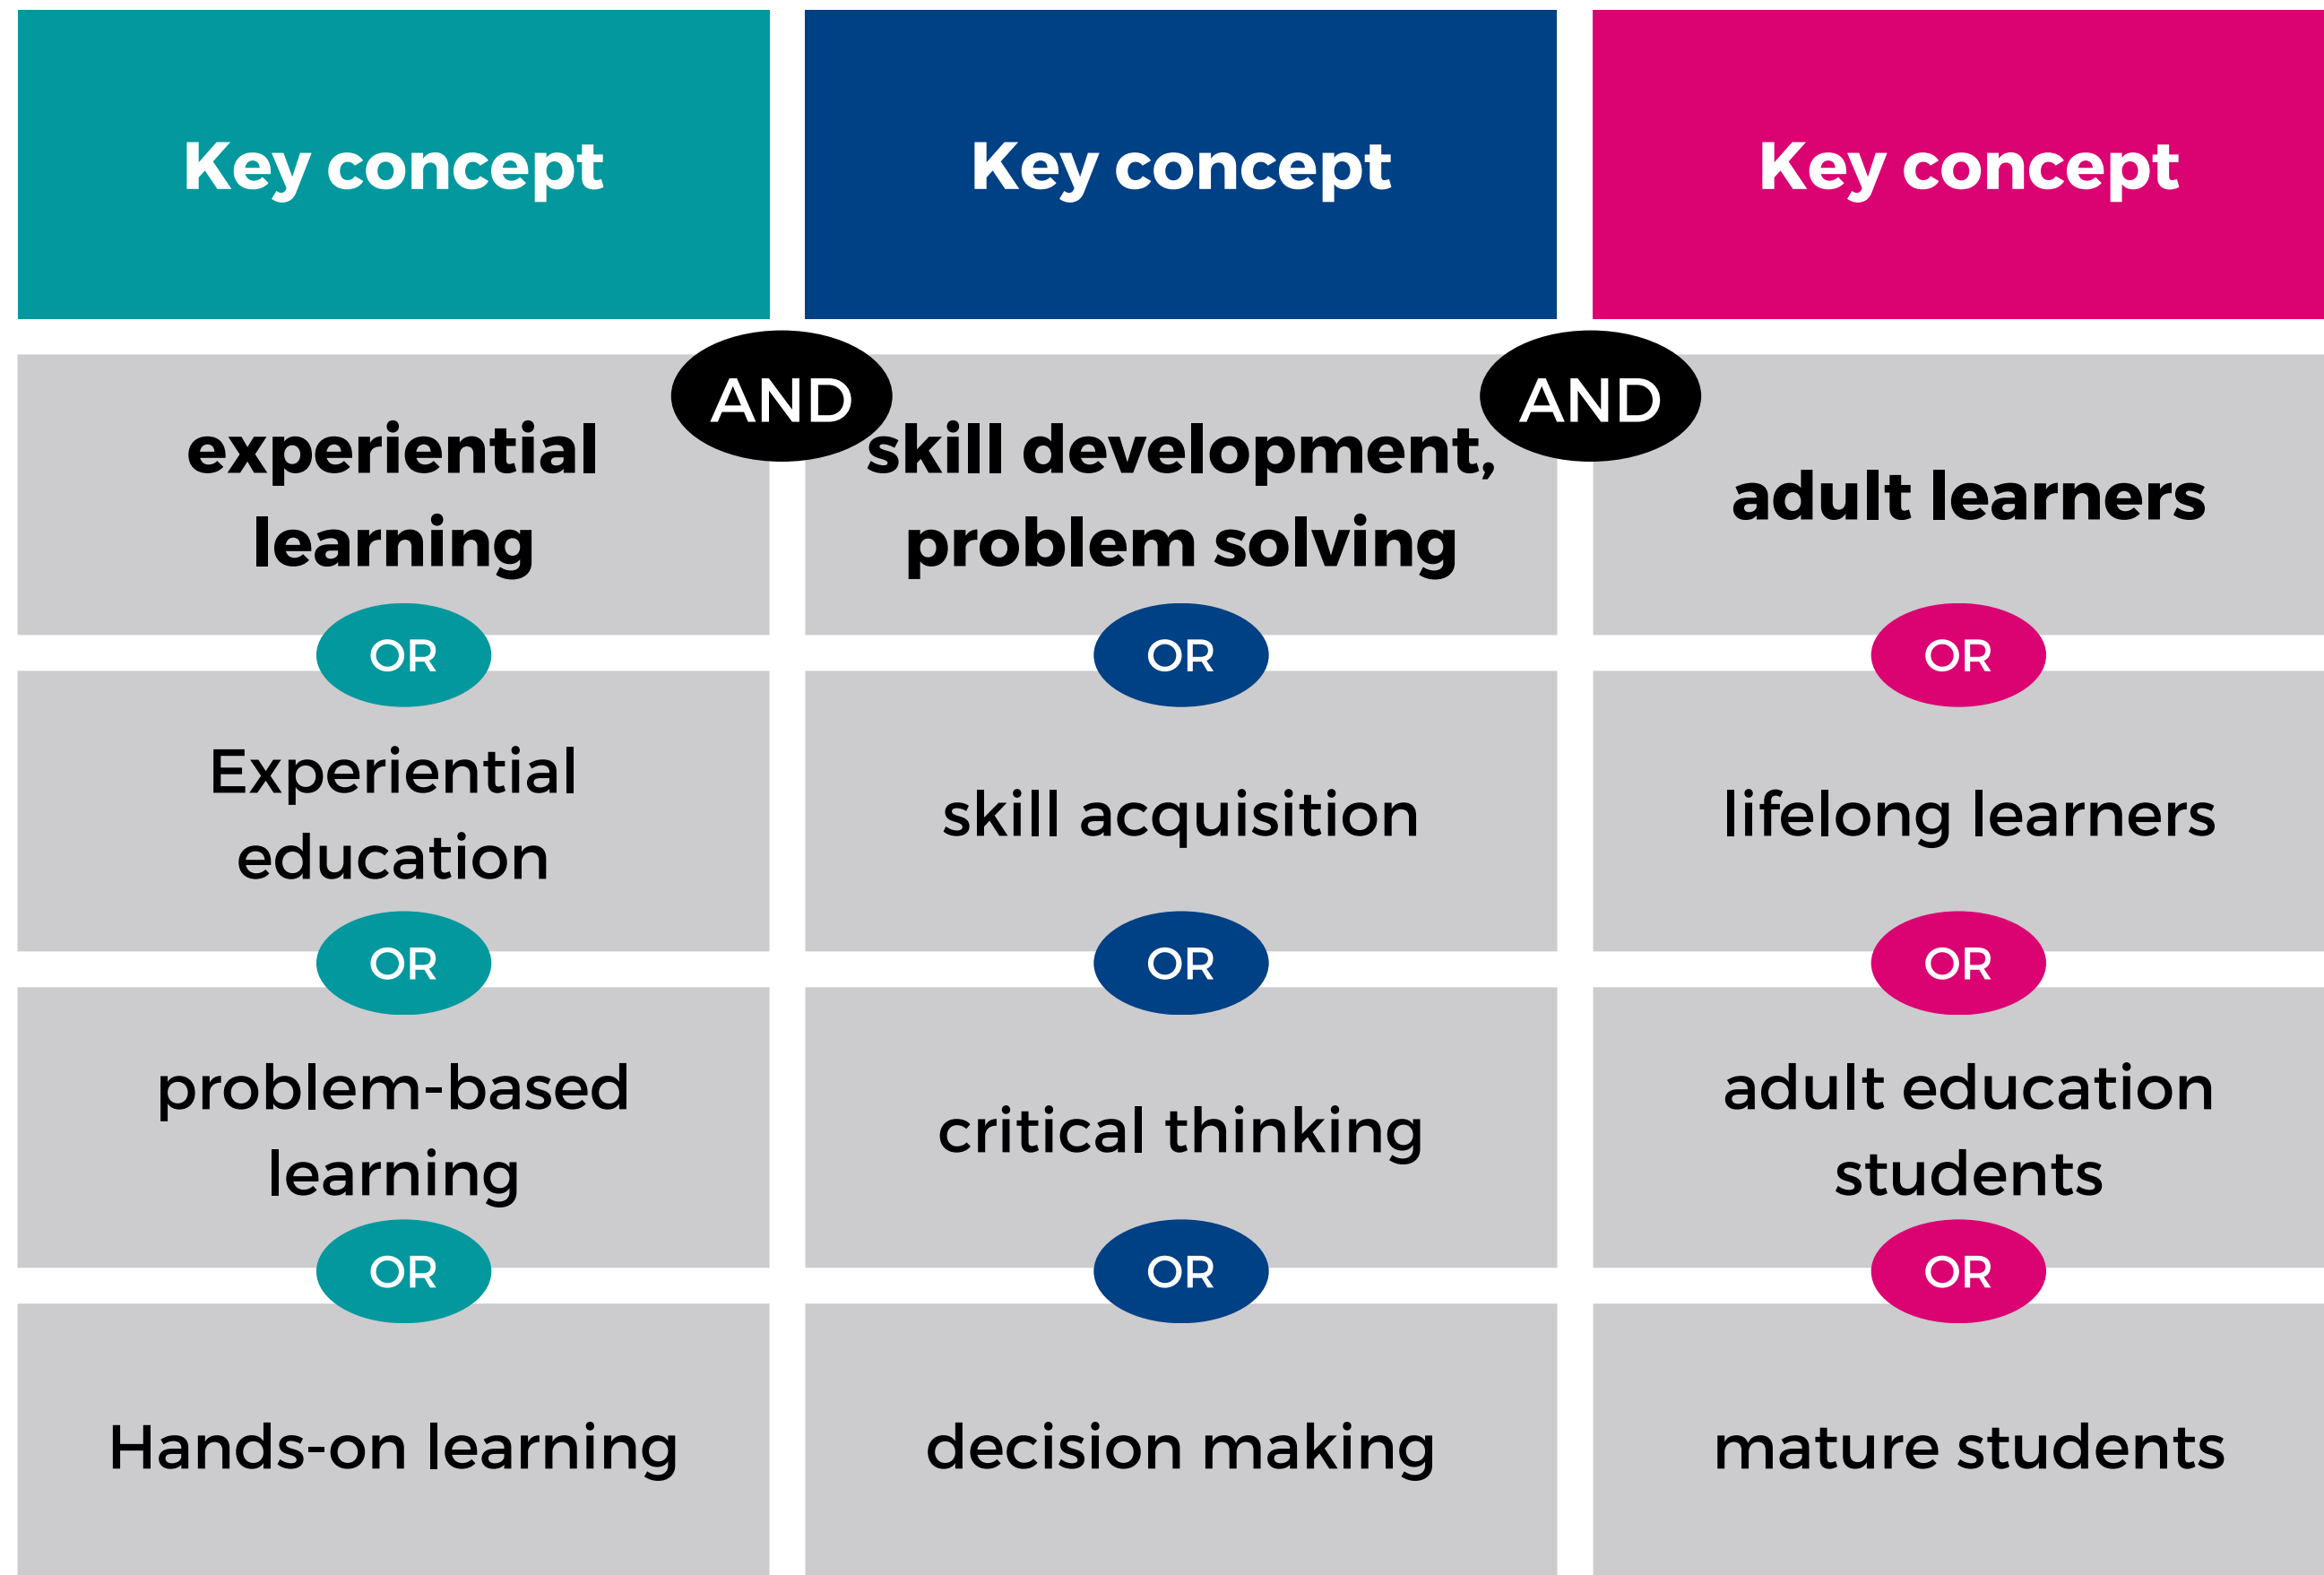 Key concept
Key concept
Key concept
AND
AND
experiential
learning
skill development,
problem solving
adult learners
OR
OR
OR
Experiential
education
skill acquisition
lifelong learners
OR
OR
OR
problem-based
learning
critical thinking
adult education
students
OR
OR
OR
Hands-on learning
decision making
mature students